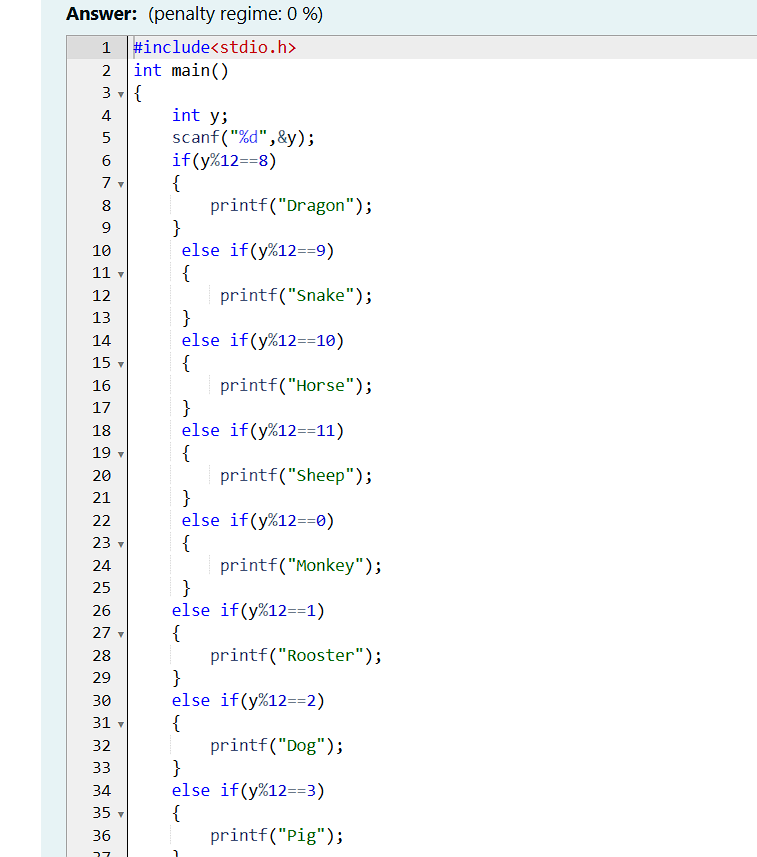 Answer: (penalty regime: 0 %)
1 #include<stdio.h>
2 int main()
3 {
4 int y;
5 scanf("%d",&y);
6 if(y%12==8)
7 {
8 printf("Dragon");
9 }
10 else if(y%12==9)
11 {
12 printf("Snake");
13 }
14 else if(y%12==10)
15 {
16 printf("Horse");
17 }
18 else if(y%12==11)
19 {
20 printf("Sheep");
21 }
22 else if(y%12==0)
23 {
24 printf("Monkey");
25 }
26 else if(y%12==1)
27 {
28 printf("Rooster");
29 }
30 else if(y%12==2)
31 {
32 printf("Dog");
33 }
34 else if(y%12==3)
35 {
36 printf("Pig");
37 }